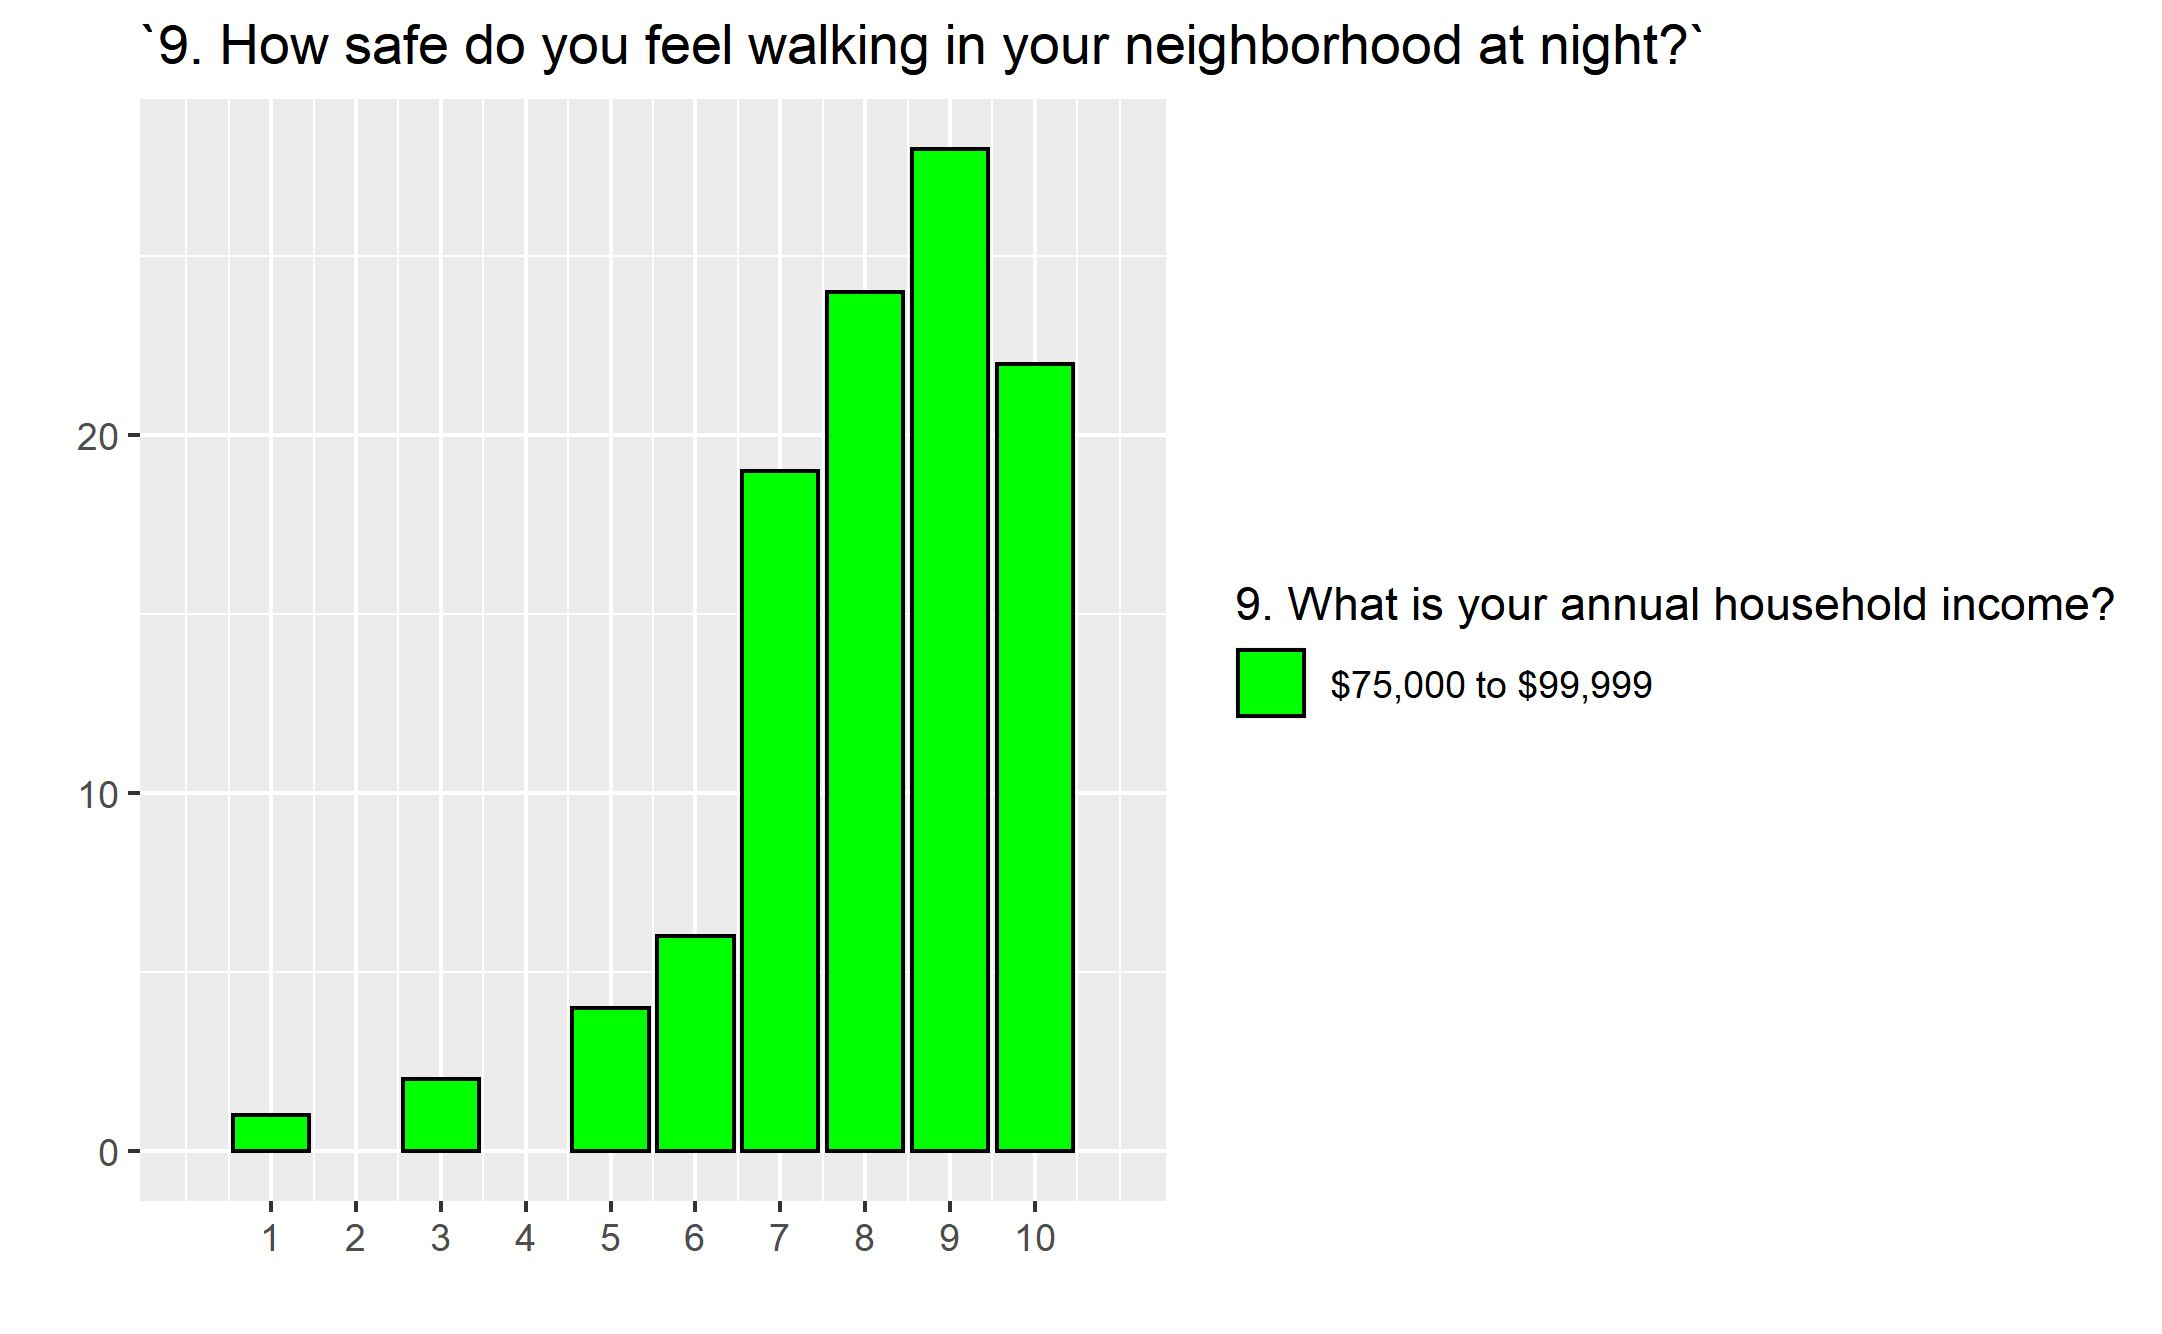 `9. How safe do you feel walking in your neighborhood at night?`
20
10
0
1 2 3 4 5 6 7 8 9 10
9. What is your annual household income?
$75,000 to $99,999